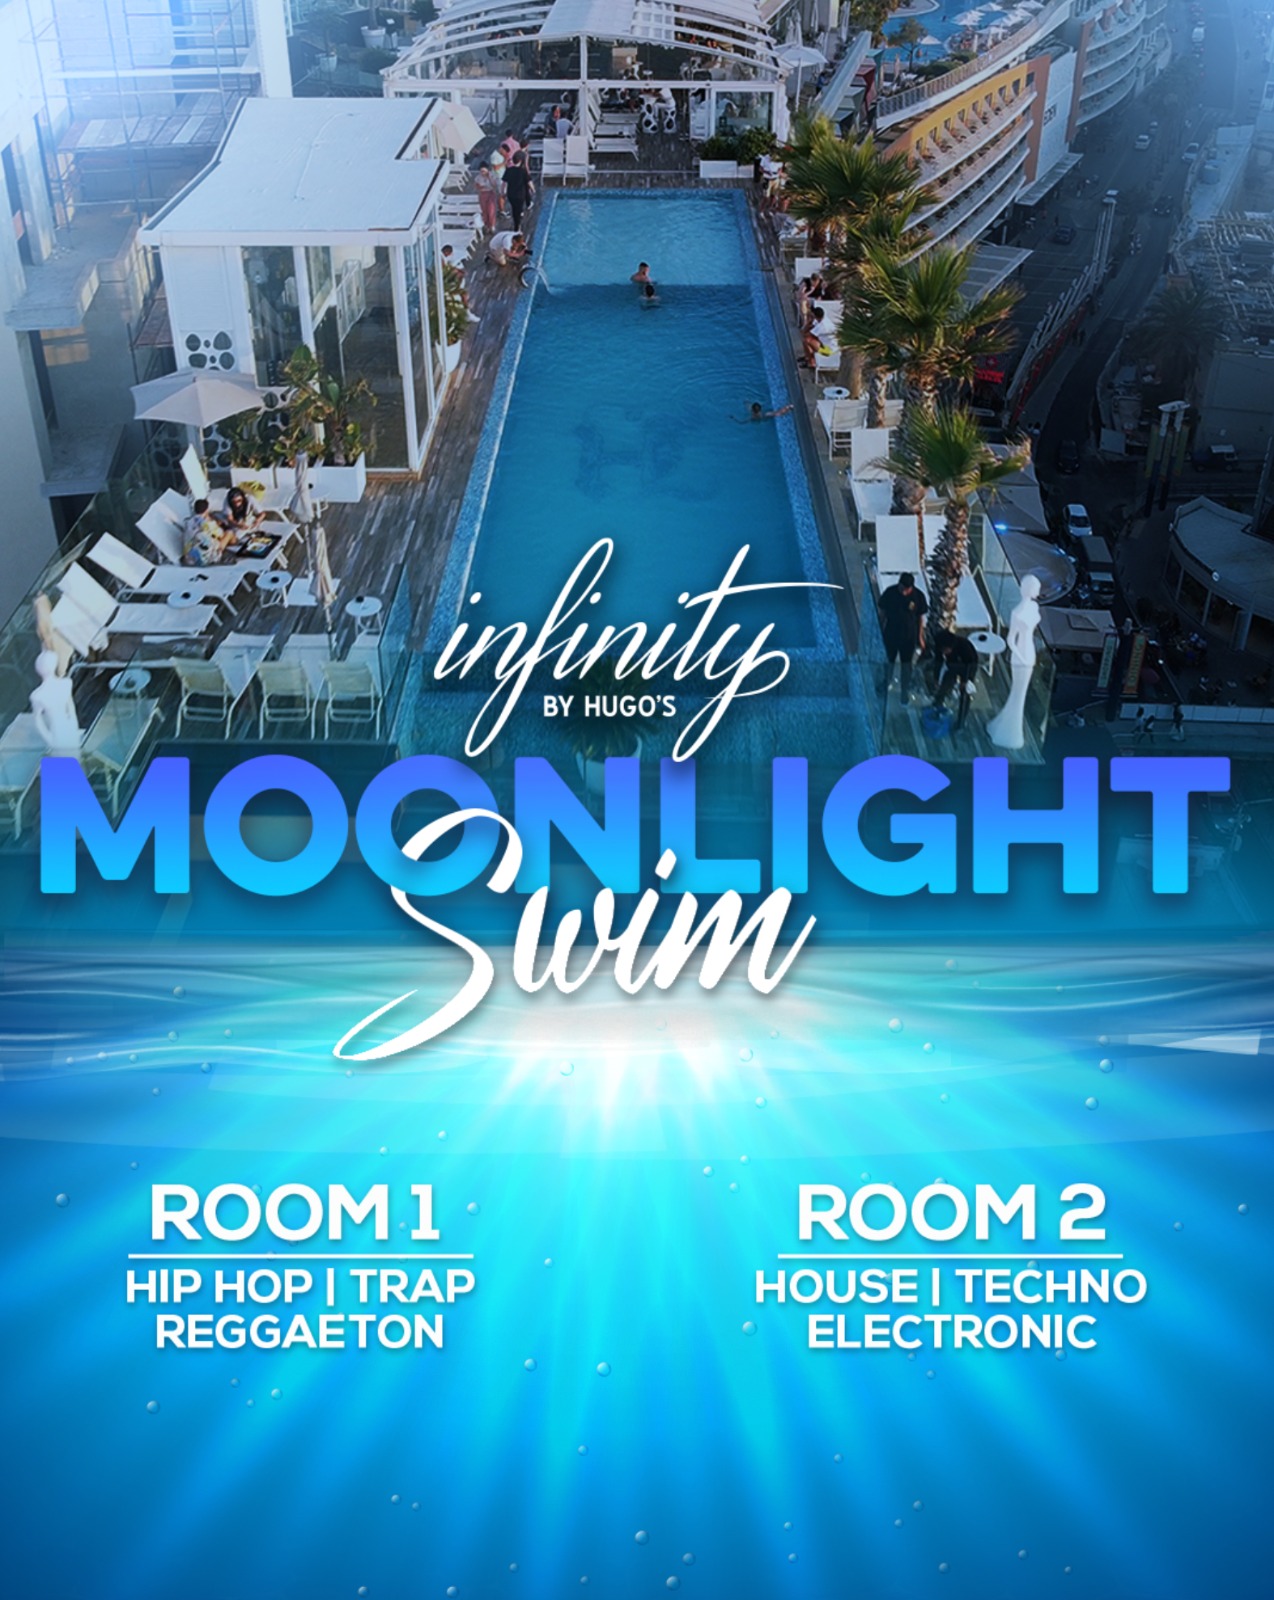 infinity
BY HUGO'S
MOONLIGHT
Swim
ROOM 1
HIP HOP | TRAP
REGGAETON
ROOM 2
HOUSE | TECHNO
ELECTRONIC